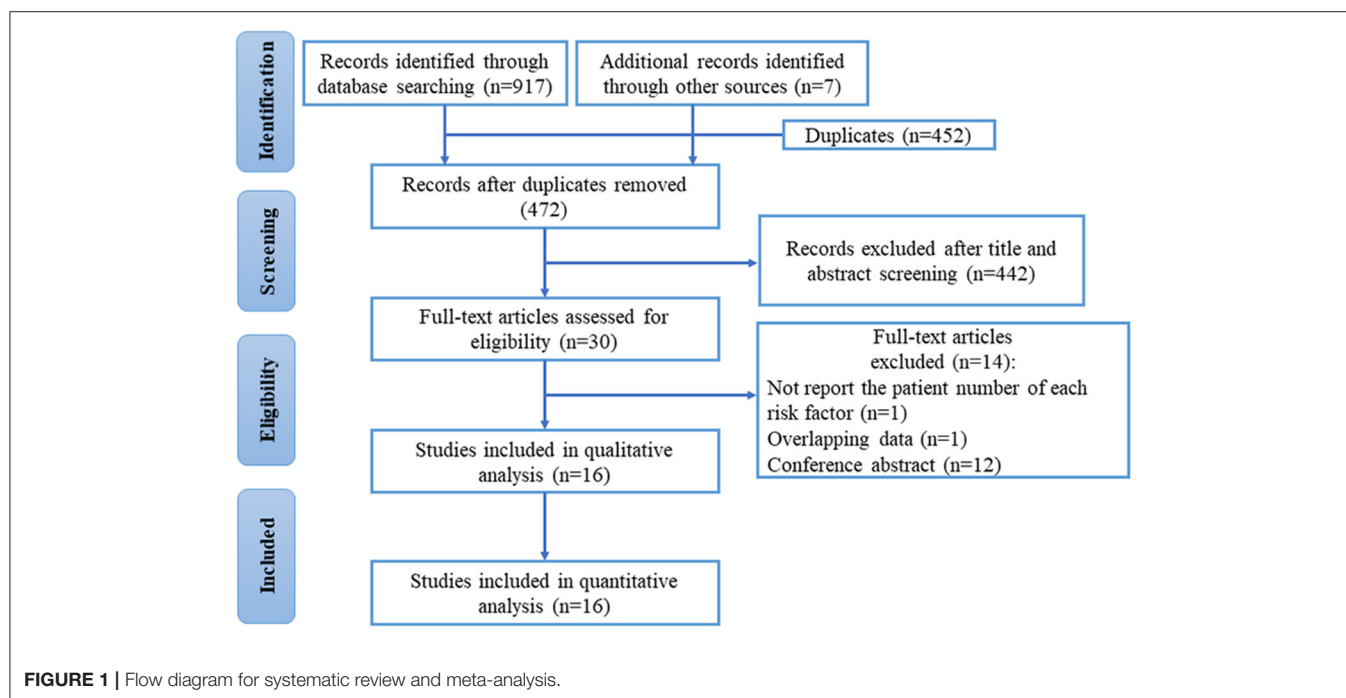 Identification
Records identified through
database searching (n=917)
Additional records identified
through other sources (n=7)
Duplicates (n=452)
Records after duplicates removed
(472)
Screening
Records excluded after title and
abstract screening (n=442)
Full-text articles assessed for
eligibility (n=30)
Eligibility
Full-text articles
excluded (n=14):
Not report the patient number of each
risk factor (n=1)
Overlapping data (n=1)
Conference abstract (n=12)
Studies included in qualitative
analysis (n=16)
Included
Studies included in quantitative
analysis (n=16)
FIGURE 1 | Flow diagram for systematic review and meta-analysis.